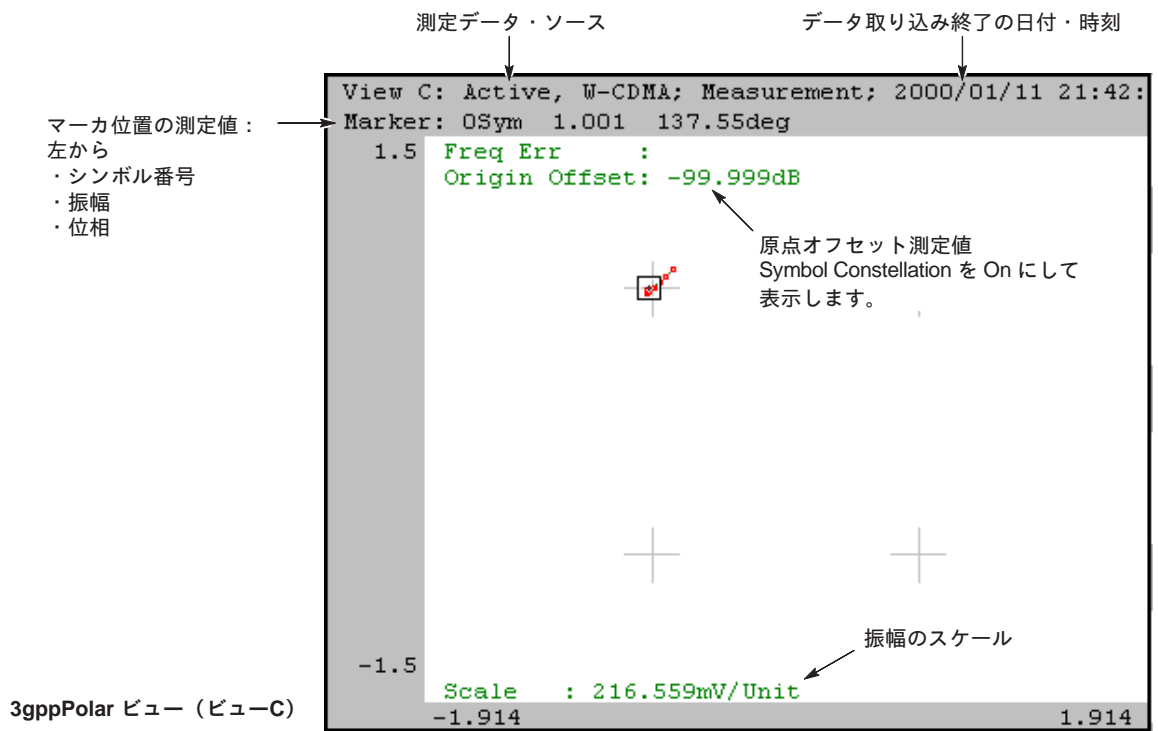 測定データ・ソース
データ取り込み終了の日付・時刻
View C: Active, W-CDMA; Measurement; 2000/01/11 21:42:
マーカ位置の測定値：
左から
・シンボル番号
・振幅
・位相
Marker: 0Sym 1.001 137.55deg
1.5
Freq Err :
Origin Offset: -99.999dB
原点オフセット測定値
Symbol Constellation を On にして
表示します。
振幅のスケール
-1.5
Scale : 216.559mV/Unit
3gppPolar ビュー（ビューC）
-1.914
1.914